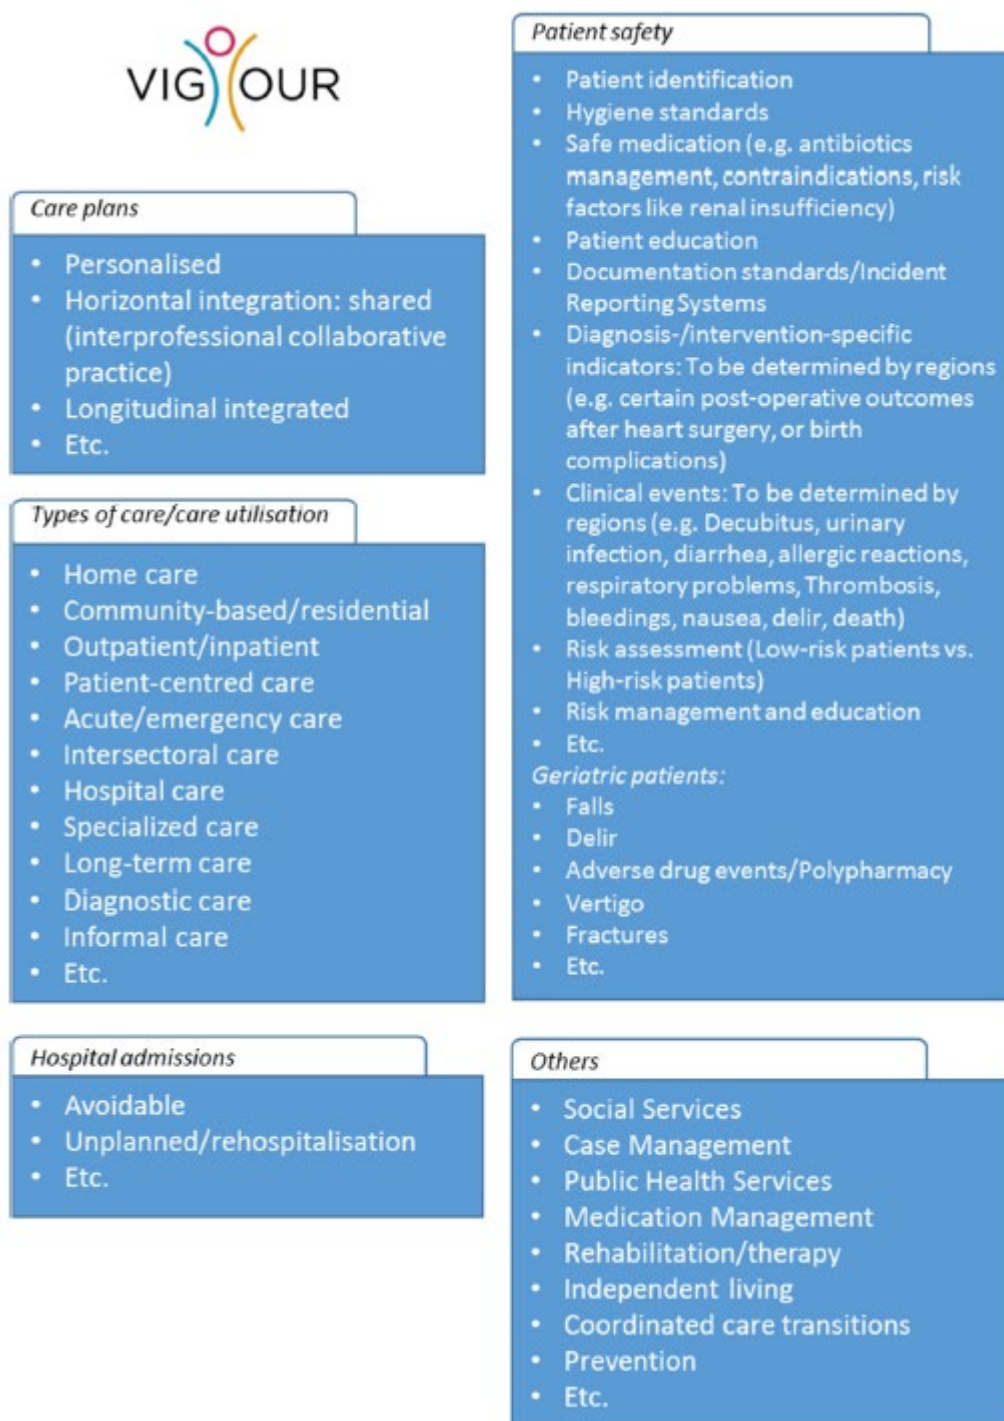 VIGOUR
Care plans
• Personalised
• Horizontal integration: shared
(interprofessional collaborative
practice)
• Longitudinal integrated
• Etc.
Types of care/care utilisation
• Home care
• Community-based/residential
• Outpatient/inpatient
• Patient-centred care
• Acute/emergency care
• Intersectoral care
• Hospital care
• Specialized care
• Long-term care
• Diagnostic care
• Informal care
• Etc.
Hospital admissions
• Avoidable
• Unplanned/rehospitalisation
• Etc.
Patient safety
• Patient identification
• Hygiene standards
• Safe medication (e.g. antibiotics
management, contraindications, risk
factors like renal insufficiency)
• Patient education
• Documentation standards/Incident
Reporting Systems
• Diagnosis-/intervention-specific
indicators: To be determined by regions
(e.g. certain post-operative outcomes
after heart surgery, or birth
complications)
• Clinical events: To be determined by
regions (e.g. Decubitus, urinary
infection, diarrhea, allergic reactions,
respiratory problems, Thrombosis,
bleedings, nausea, delir, death)
• Risk assessment (Low-risk patients vs.
High-risk patients)
• Risk management and education
• Etc.
Geriatric patients:
• Falls
• Delir
• Adverse drug events/Polypharmacy
• Vertigo
• Fractures
• Etc.
Others
• Social Services
• Case Management
• Public Health Services
• Medication Management
• Rehabilitation/therapy
• Independent living
• Coordinated care transitions
• Prevention
• Etc.